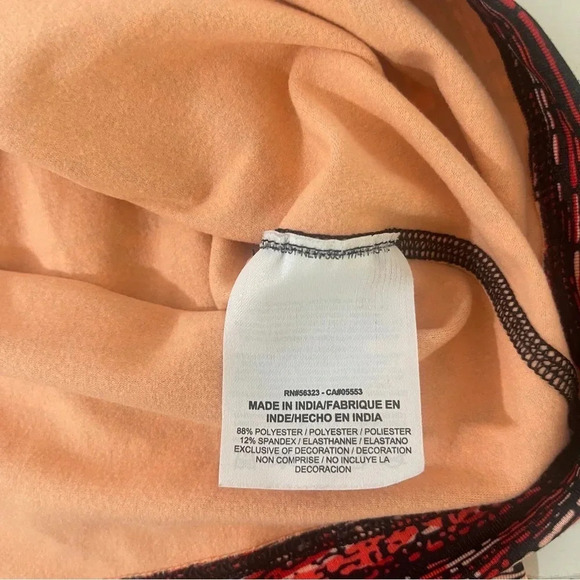 RN#56323 - CA#05553
MADE IN INDIA/FABRIQUE EN
INDE/HECHO EN INDIA
88% POLYESTER / POLYESTER / POLIESTER
12% SPANDEX / ELASTHANNE / ELASTANO
EXCLUSIVE OF DECORATION / DECORATION
NON COMPRISE / NO INCLUYE LA
DECORACION